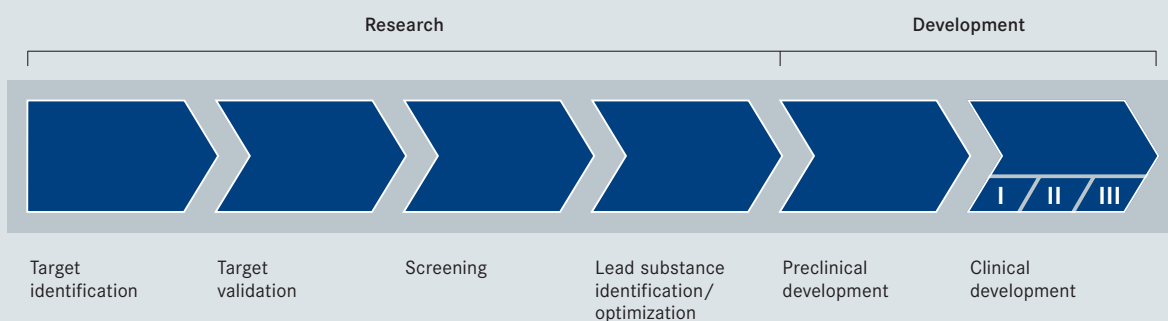 Research
Development
I
II
III
Target
identification
Target
validation
Screening
Lead substance
identification/
optimization
Preclinical
development
Clinical
development